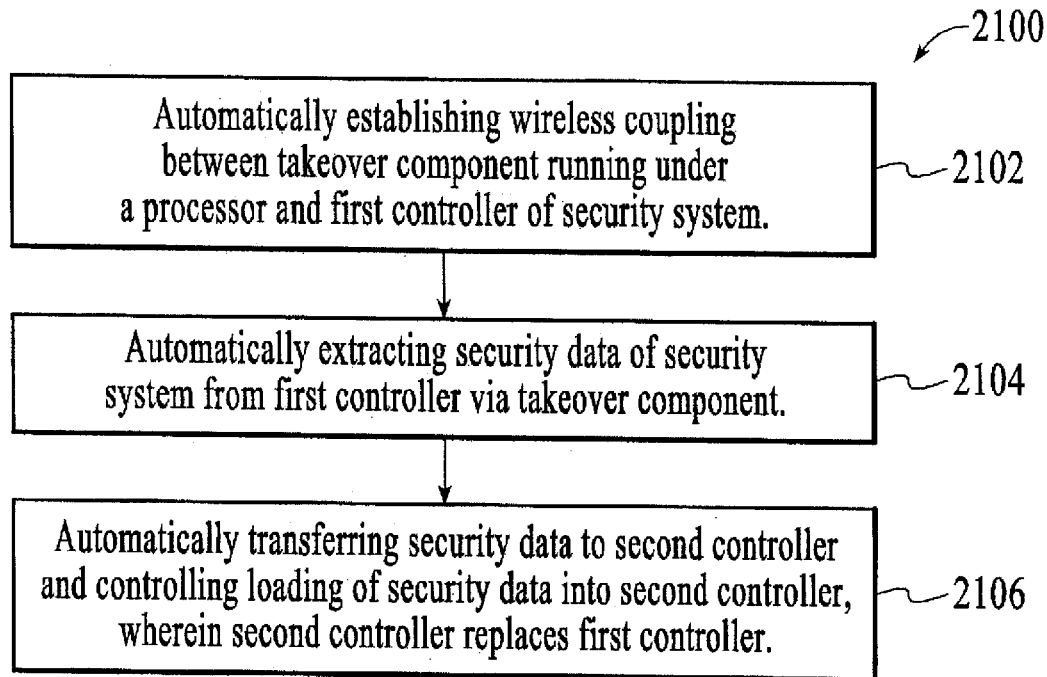 2100
Automatically establishing wireless coupling
between takeover component running under
a processor and first controller of security system.
2102
Automatically extracting security data of security
system from first controller via takeover component.
2104
Automatically transferring security data to second controller
and controlling loading of security data into second controller,
wherein second controller replaces first controller.
2106